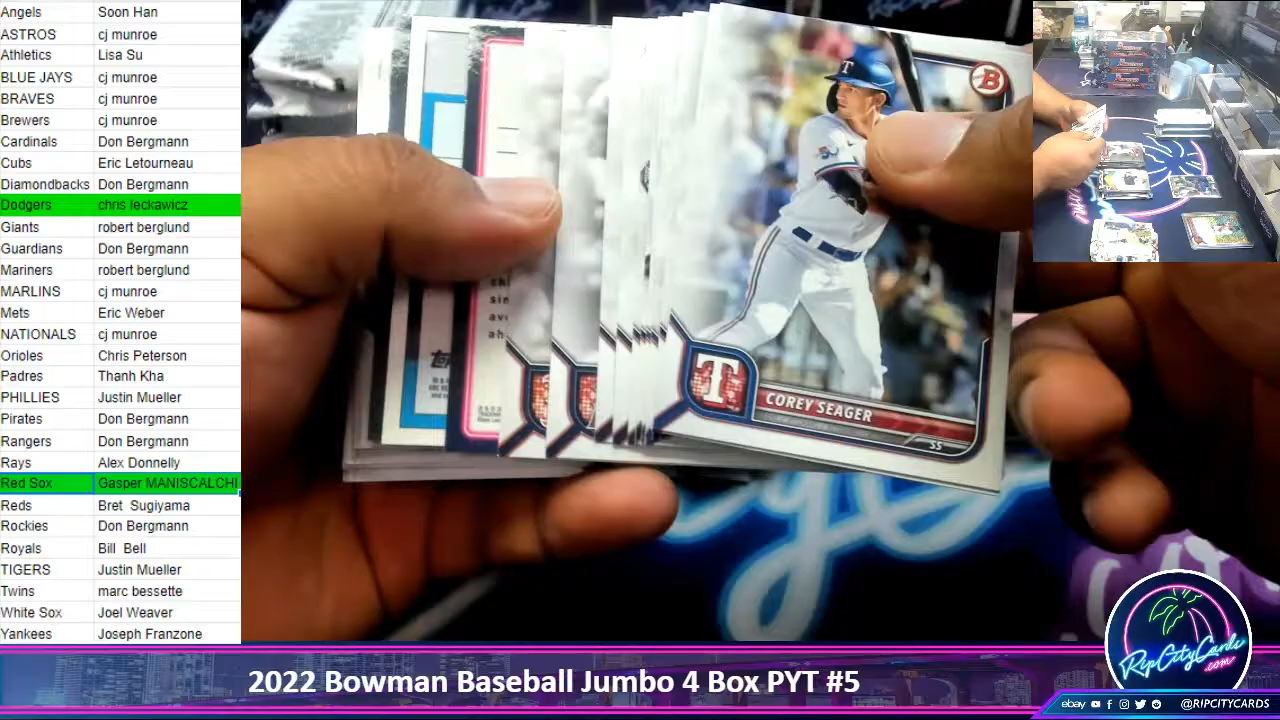 Angels Soon Han
ASTROS cj munroe
Athletics Lisa Su
BLUE JAYS cj munroe
BRAVES cj munroe
Brewers cj munroe
Cardinals Don Bergmann
Cubs Eric Letourneau
Diamondbacks Don Bergmann
Dodgers chris leckawicz
Giants robert berglund
Guardians Don Bergmann
Mariners robert berglund
MARLINS cj munroe
Mets Eric Weber
NATIONALS cj munroe
Orioles Chris Peterson
Padres Thanh Kha
PHILLIES Justin Mueller
Pirates Don Bergmann
Rangers Don Bergmann
Rays Alex Donnelly
Red Sox Gasper MANISCALCHI
Reds Bret Sugiyama
Rockies Don Bergmann
Royals Bill Bell
TIGERS Justin Mueller
Twins marc bessette
White Sox Joel Weaver
Yankees Joseph Franzone
B
T
T
COREY SEAGER
SS
RipCityCards
.com
2022 Bowman Baseball Jumbo 4 Box PYT #5
ebay @RIPCITYCARDS